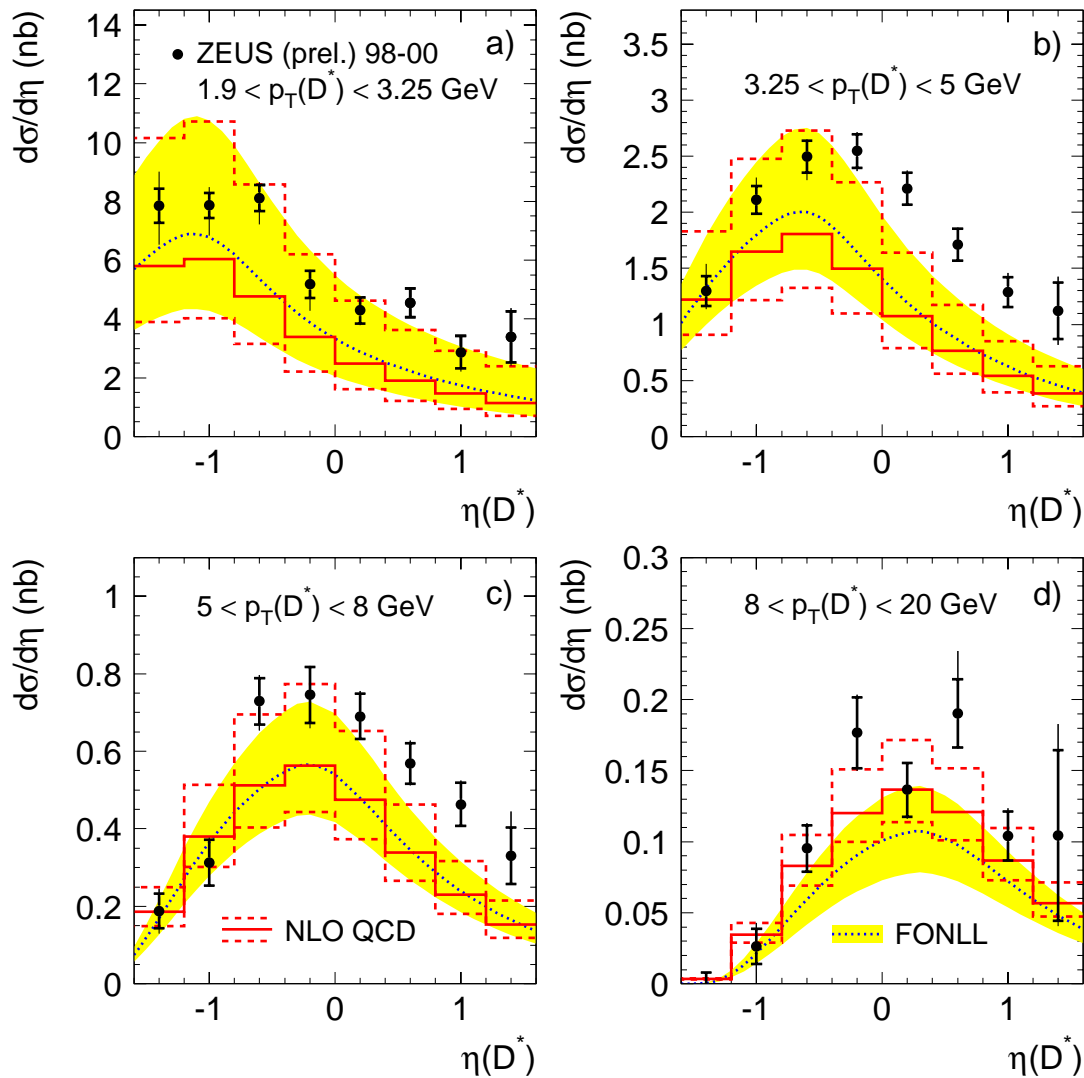 dσ/dη (nb)
14
12
10
8
6
4
2
0
-1
0
1
η(D*)
a)
ZEUS (prel.) 98-00
1.9 < p_T(D*) < 3.25 GeV
dσ/dη (nb)
3.5
3
2.5
2
1.5
1
0.5
0
-1
0
1
η(D*)
b)
3.25 < p_T(D*) < 5 GeV
dσ/dη (nb)
1
0.8
0.6
0.4
0.2
0
-1
0
1
η(D*)
c)
5 < p_T(D*) < 8 GeV
NLO QCD
dσ/dη (nb)
0.3
0.25
0.2
0.15
0.1
0.05
0
-1
0
1
η(D*)
d)
8 < p_T(D*) < 20 GeV
FONLL